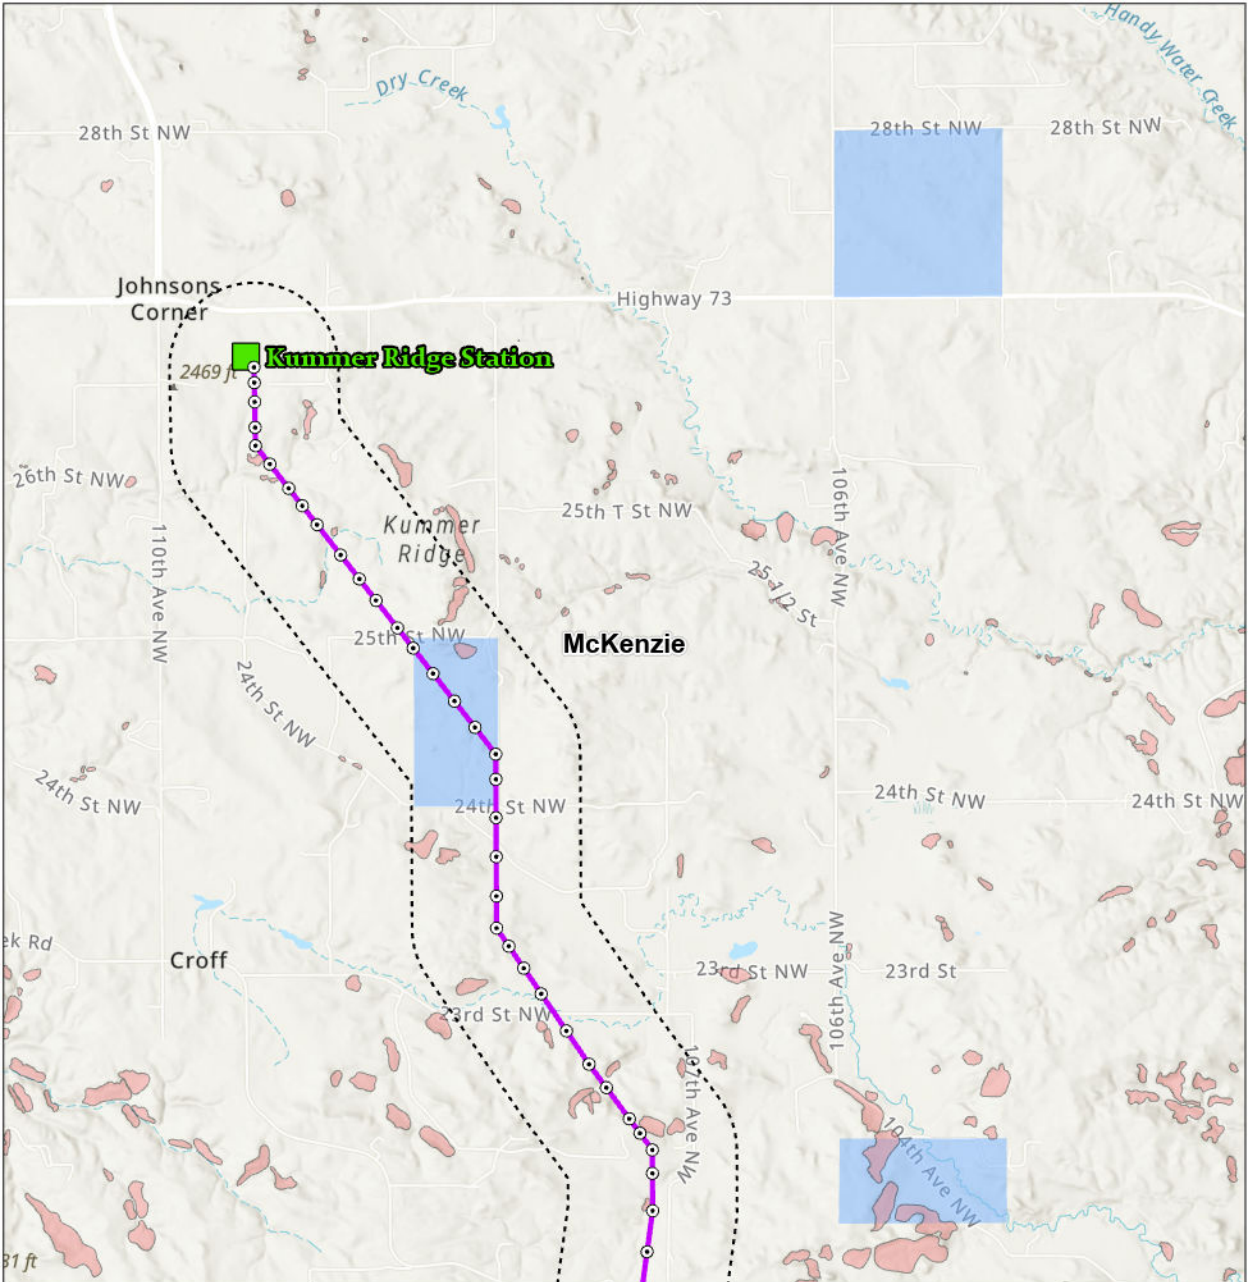 Handy Water Creek
Dry Creek
28th St NW
28th St NW
28th St NW
Johnsons
Corner
Highway 73
Kummer Ridge Station
2469 ft
26th St NW
106th Ave NW
25th T St NW
110th Ave NW
Kummer
Ridge
25 1/2 St
25th St NW
McKenzie
24th St NW
24th St NW
24th St NW
24th St NW
24th St NW
106th Ave NW
ek Rd
Croff
23rd St NW
23rd St
23rd St NW
107th Ave NW
104th Ave NW
31 ft